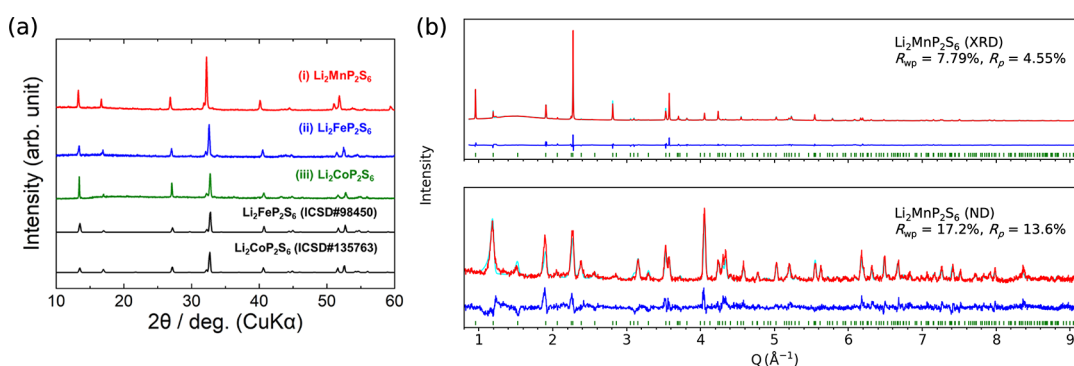 (a)
Intensity (arb. unit)
(i) Li₂MnP₂S₆
(ii) Li₂FeP₂S₆
(iii) Li₂CoP₂S₆
Li₂FeP₂S₆ (ICSD#98450)
Li₂CoP₂S₆ (ICSD#135763)
10 20 30 40 50 60
2θ / deg. (CuKα)
(b)
Intensity
Li₂MnP₂S₆ (XRD)
Rwp = 7.79%, Rp = 4.55%
Li₂MnP₂S₆ (ND)
Rwp = 17.2%, Rp = 13.6%
1 2 3 4 5 6 7 8 9
Q (Å⁻¹)